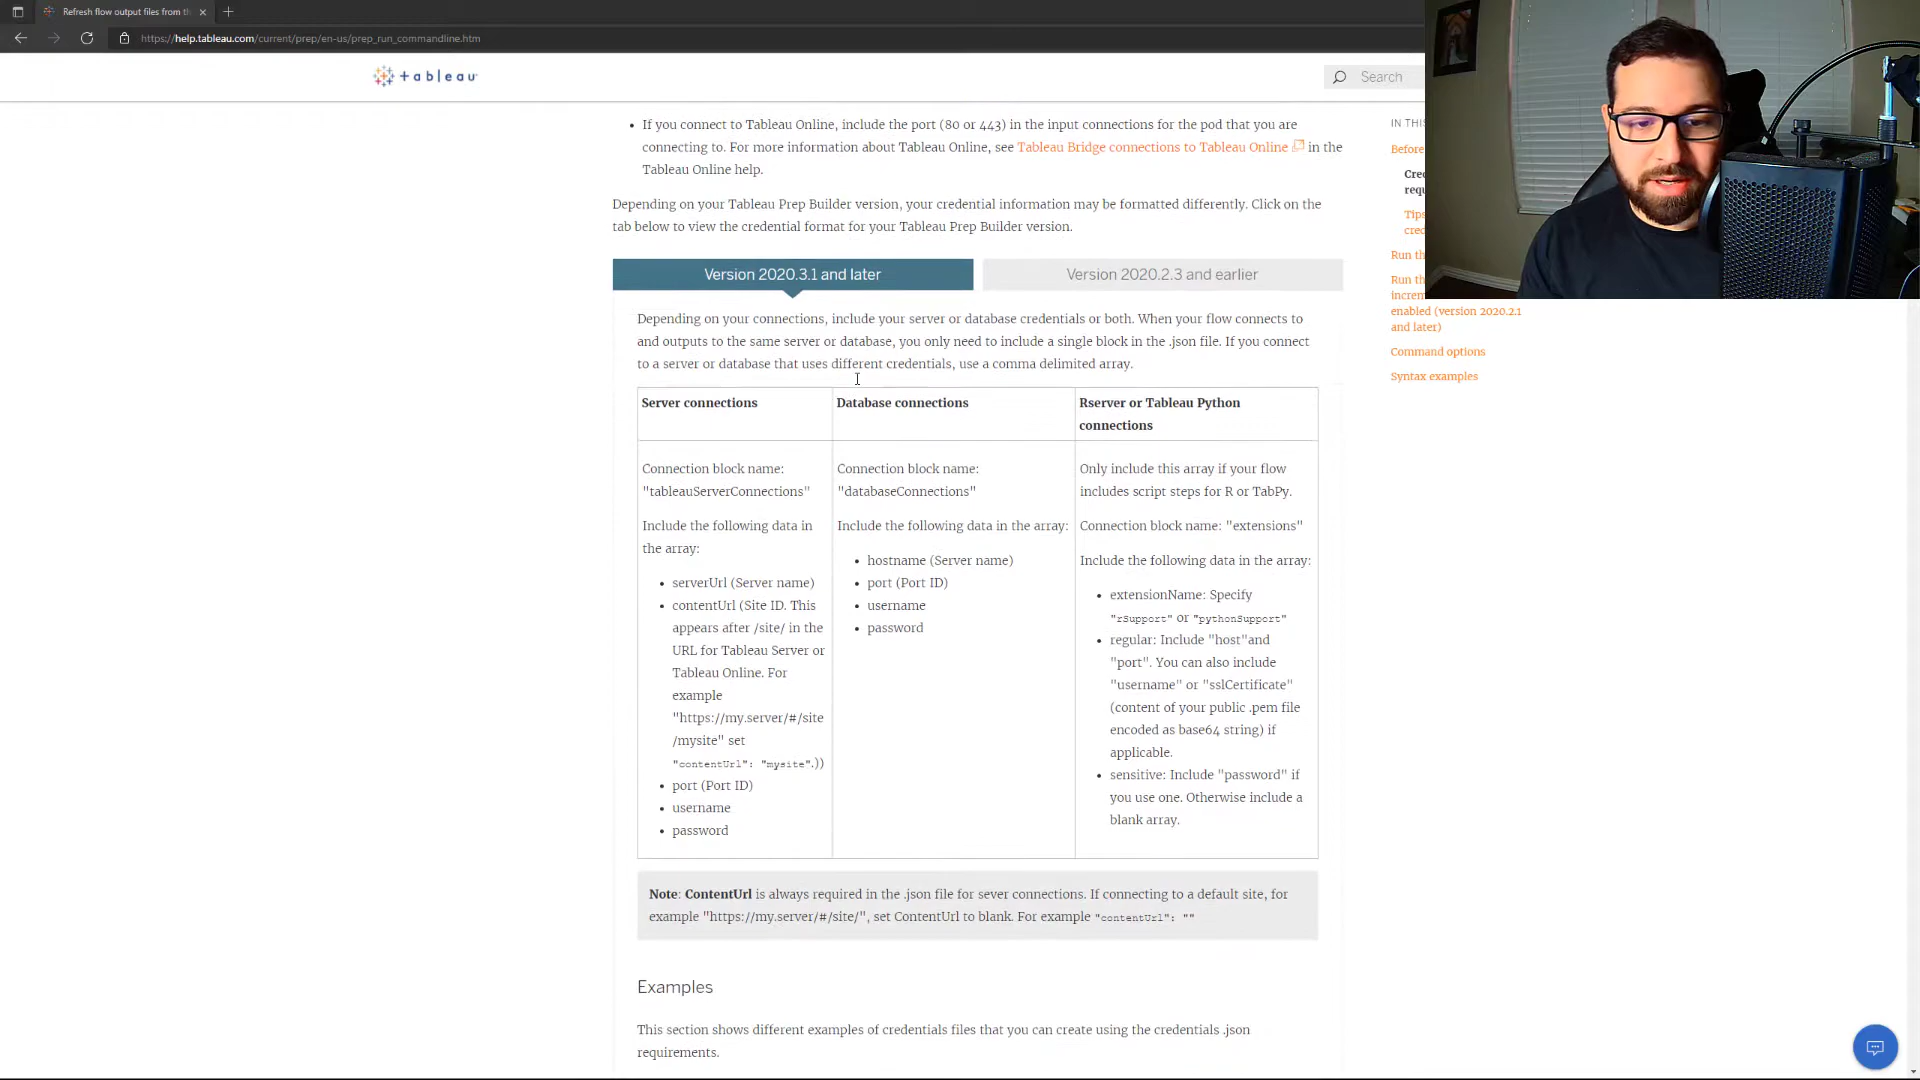 Refresh flow output files from th
https://help.tableau.com/current/prep/en-us/prep_run_commandline.htm
+ableau
Search
• If you connect to Tableau Online, include the port (80 or 443) in the input connections for the pod that you are
connecting to. For more information about Tableau Online, see Tableau Bridge connections to Tableau Online in the
Tableau Online help.
Depending on your Tableau Prep Builder version, your credential information may be formatted differently. Click on the
tab below to view the credential format for your Tableau Prep Builder version.
Version 2020.3.1 and later
Version 2020.2.3 and earlier
Depending on your connections, include your server or database credentials or both. When your flow connects to
and outputs to the same server or database, you only need to include a single block in the .json file. If you connect
to a server or database that uses different credentials, use a comma delimited array.
Server connections
Connection block name:
"tableauServerConnections"
Include the following data in
the array:
• serverUrl (Server name)
• contentUrl (Site ID. This
appears after /site/ in the
URL for Tableau Server or
Tableau Online. For
example
"https://my.server/#/site
/mysite" set
"contentUrl": "mysite".))
• port (Port ID)
• username
• password
Database connections
Connection block name:
"databaseConnections"
Include the following data in the array:
• hostname (Server name)
• port (Port ID)
• username
• password
Rserver or Tableau Python
connections
Only include this array if your flow
includes script steps for R or TabPy.
Connection block name: "extensions"
Include the following data in the array:
• extensionName: Specify
"rSupport" or "pythonSupport"
• regular: Include "host"and
"port". You can also include
"username" or "sslCertificate"
(content of your public .pem file
encoded as base64 string) if
applicable.
• sensitive: Include "password" if
you use one. Otherwise include a
blank array.
Note: ContentUrl is always required in the .json file for sever connections. If connecting to a default site, for
example "https://my.server/#/site/", set ContentUrl to blank. For example "contentUrl": ""
Examples
This section shows different examples of credentials files that you can create using the credentials .json
requirements.
IN THIS
Before
Cred
requ
Tips
cred
Run th
Run th
increm
enabled (version 2020.2.1
and later)
Command options
Syntax examples